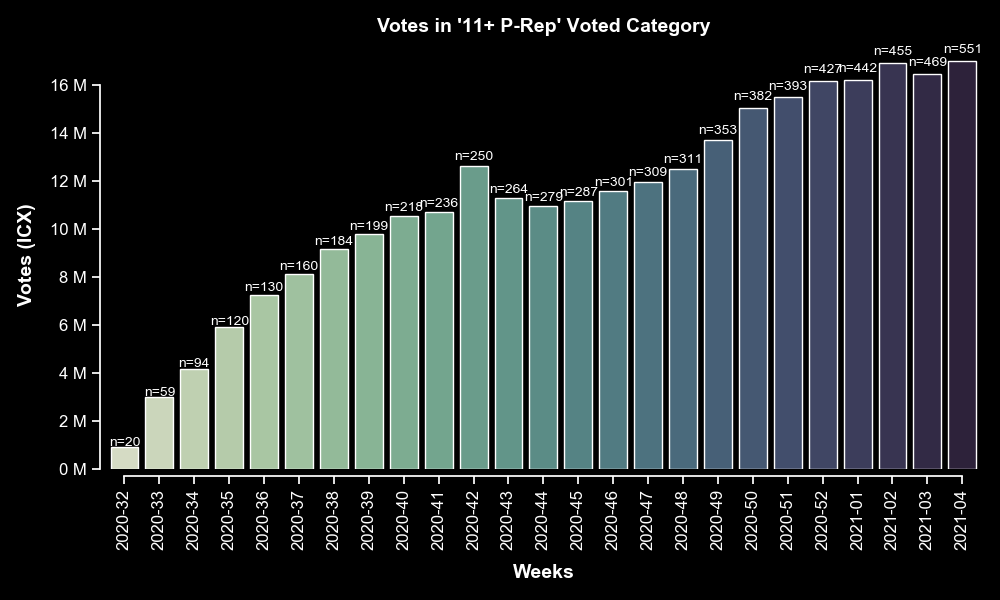 Votes in '11+ P-Rep' Voted Category
Votes (ICX)
16 M
14 M
12 M
10 M
8 M
6 M
4 M
2 M
0 M
n=20
n=59
n=94
n=120
n=130
n=160
n=184
n=199
n=218
n=236
n=250
n=264
n=279
n=287
n=301
n=309
n=311
n=353
n=382
n=393
n=427
n=442
n=455
n=469
n=551
2020-32
2020-33
2020-34
2020-35
2020-36
2020-37
2020-38
2020-39
2020-40
2020-41
2020-42
2020-43
2020-44
2020-45
2020-46
2020-47
2020-48
2020-49
2020-50
2020-51
2020-52
2021-01
2021-02
2021-03
2021-04
Weeks